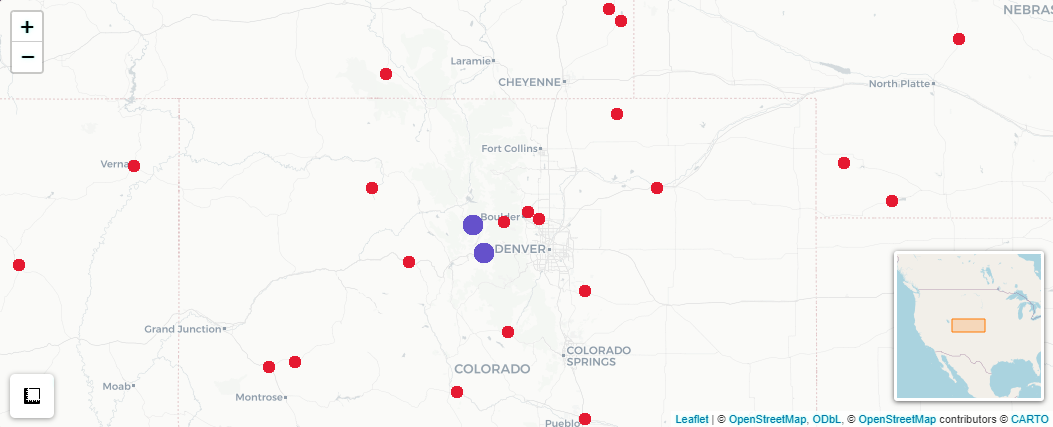 NEBRAS
+
−
Laramie
CHEYENNE
North Platte
Fort Collins
Verna
Boulder
DENVER
Grand Junction
COLORADO
SPRINGS
COLORADO
Moab
Montrose
Pueblo
Leaflet | © OpenStreetMap, ODbL, © OpenStreetMap contributors © CARTO